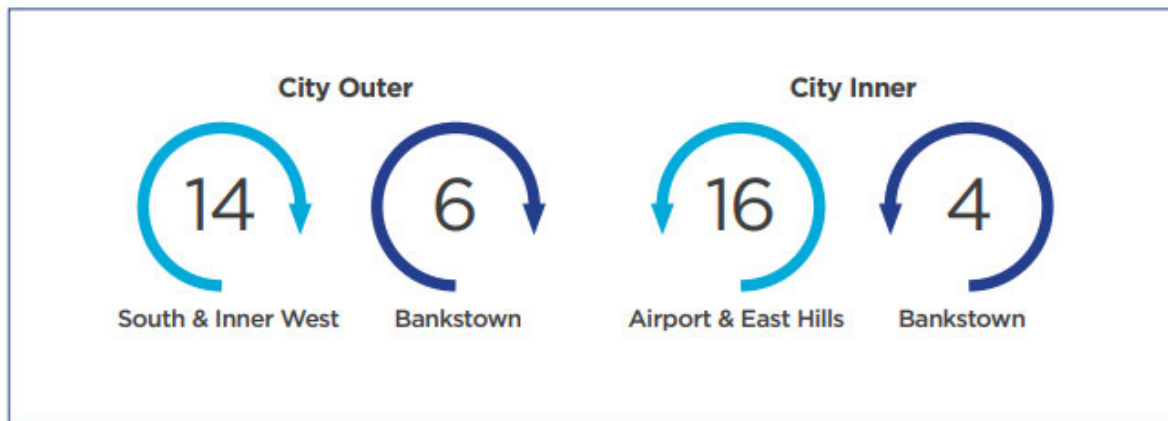 City Outer
City Inner
14
6
16
4
South & Inner West
Bankstown
Airport & East Hills
Bankstown